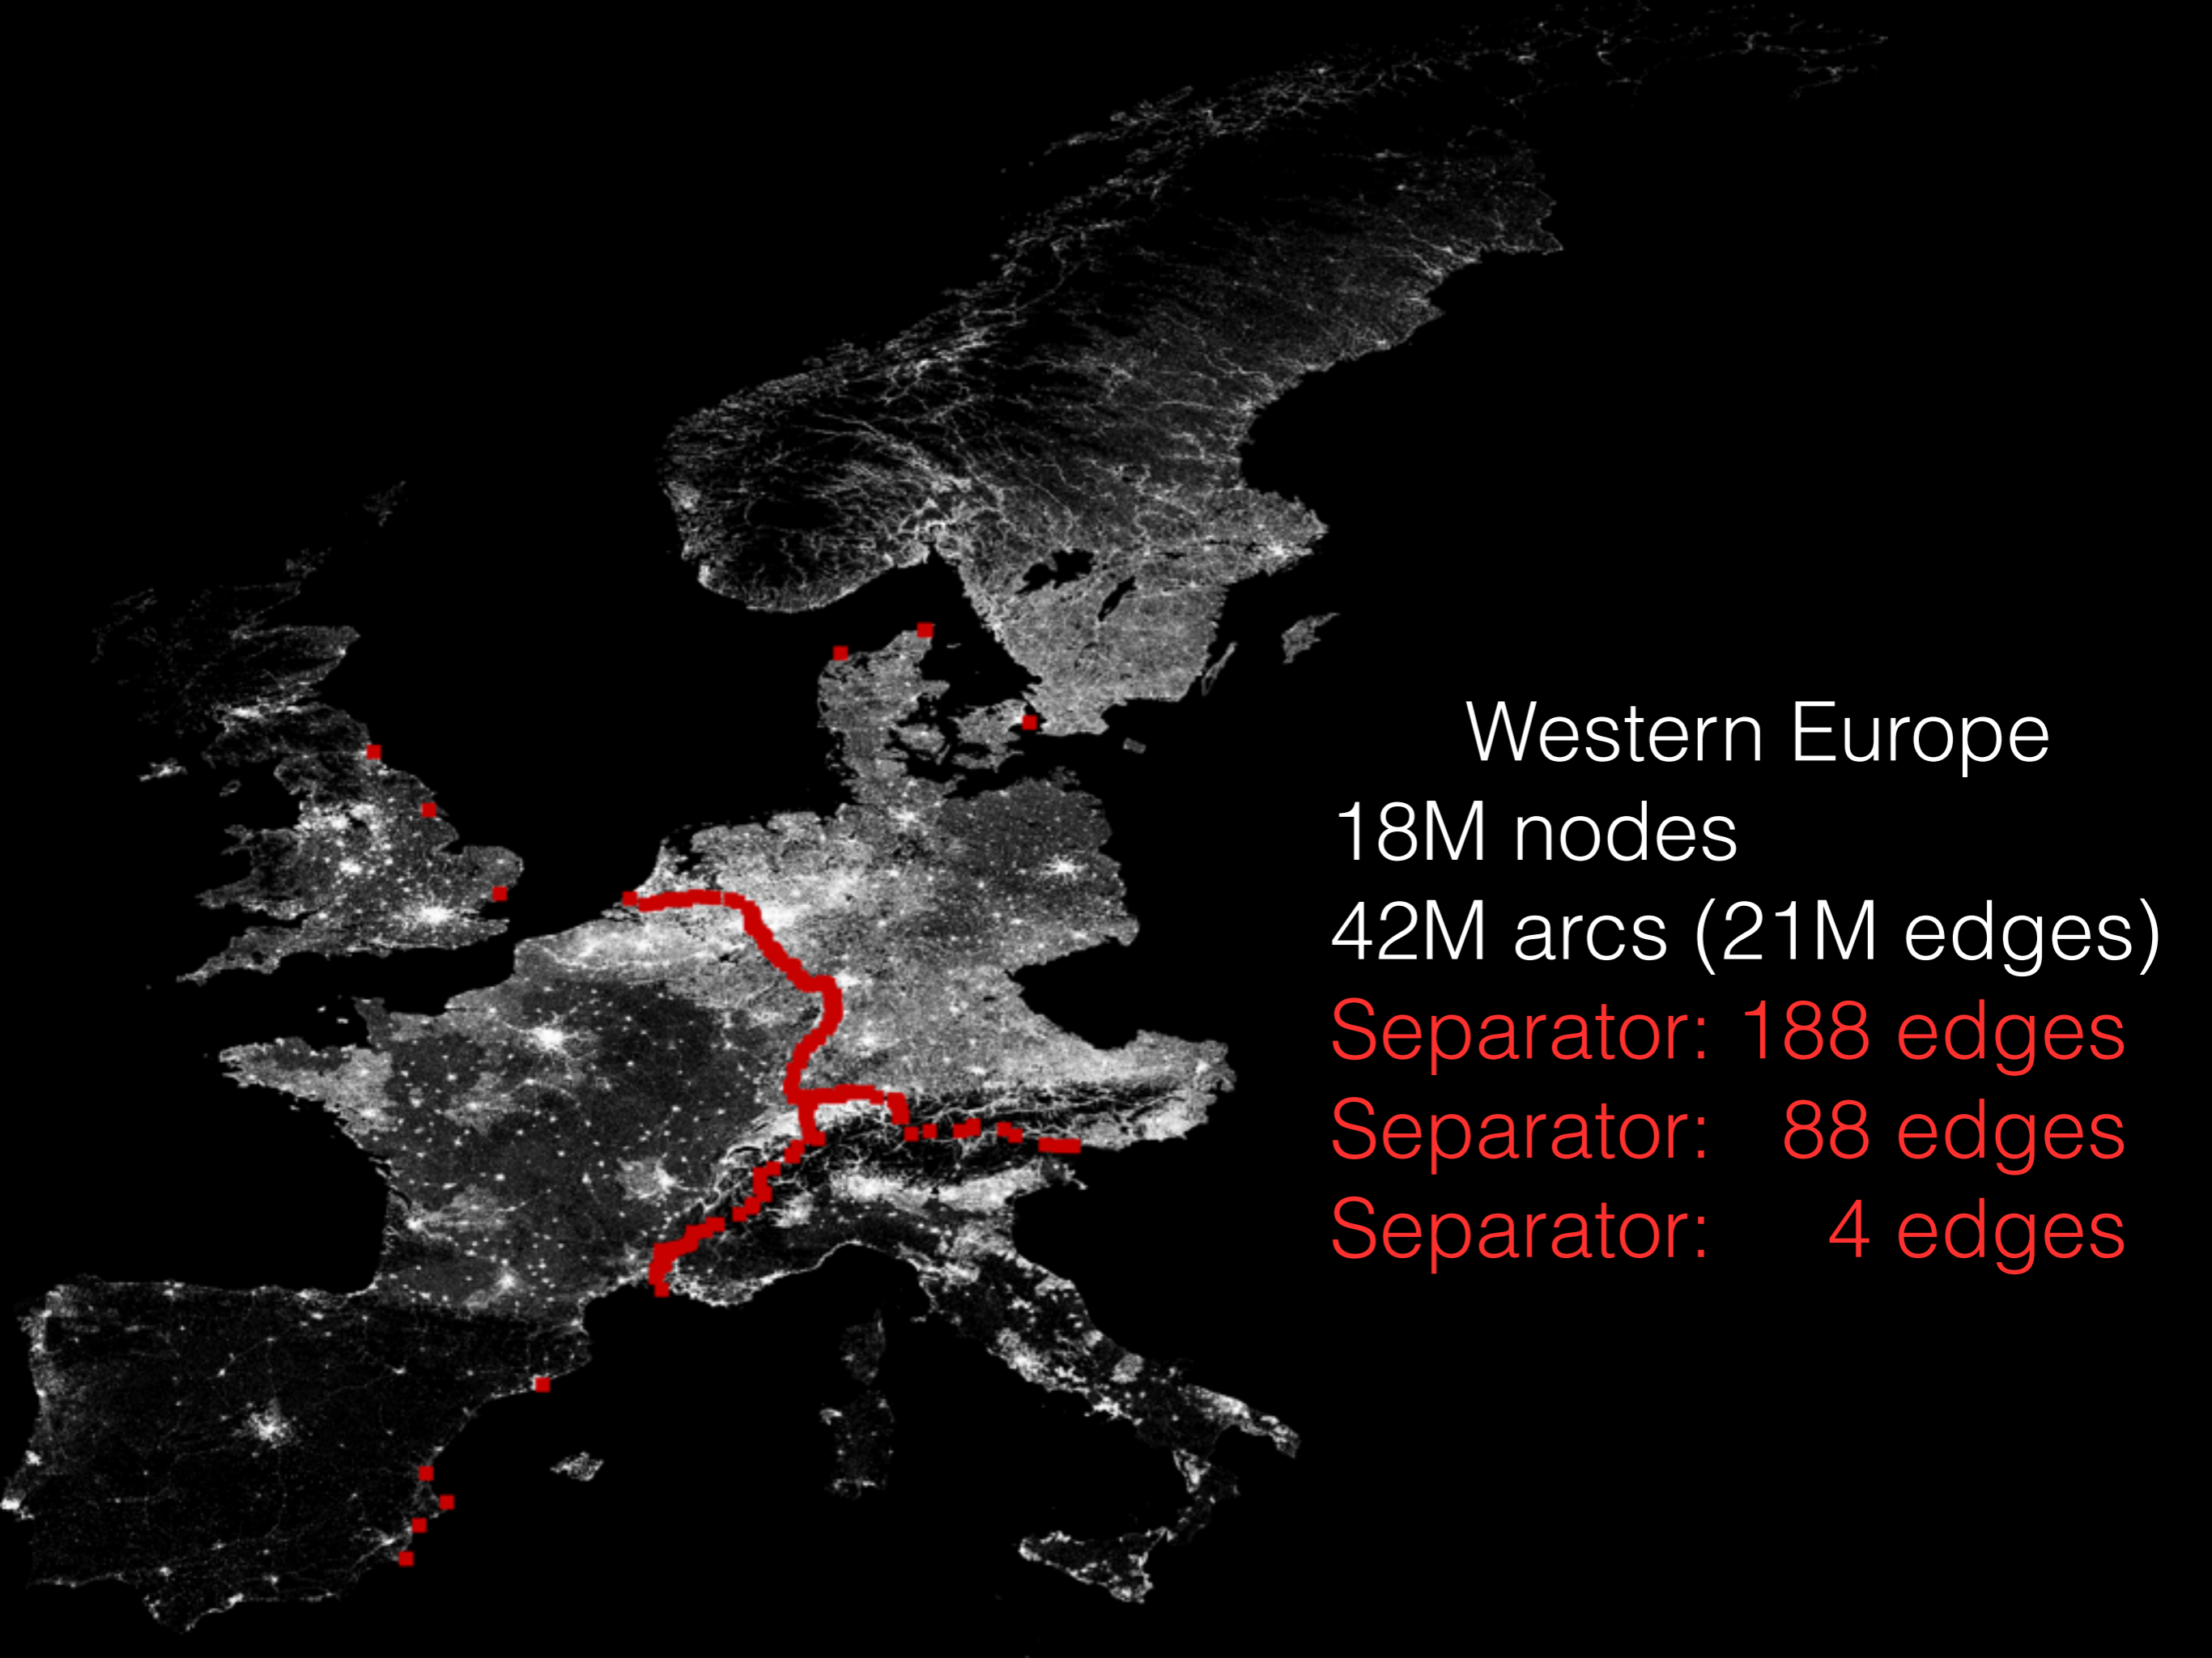 Western Europe
18M nodes
42M arcs (21M edges)
Separator: 188 edges
Separator: 88 edges
Separator: 4 edges